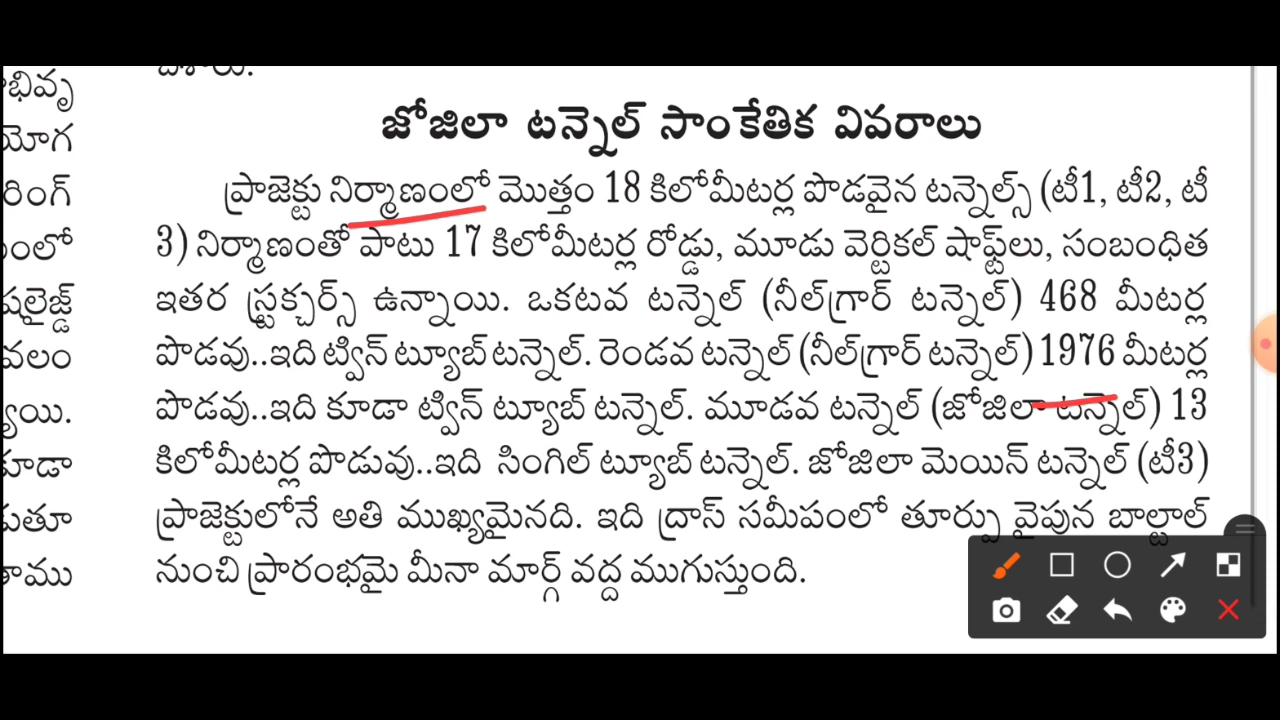 భివృ
యోగ
రింగ్
లో
షలైజ్డ్
వలం
్యాయి.
కూడా
కుతూ
తాము
జోజిలా టన్నెల్ సాంకేతిక వివరాలు
ప్రాజెక్టు నిర్మాణంలో మొత్తం 18 కిలోమీటర్ల పొడవైన టన్నెల్స్ (టీ1, టీ2, టీ
3) నిర్మాణంతో పాటు 17 కిలోమీటర్ల రోడ్డు, మూడు వెర్టికల్ షాఫ్ట్‌లు, సంబంధిత
ఇతర స్ట్రక్చర్స్ ఉన్నాయి. ఒకటవ టన్నెల్ (నీల్‌గ్రార్ టన్నెల్) 468 మీటర్ల
పొడవు..ఇది ట్విన్ ట్యూబ్ టన్నెల్. రెండవ టన్నెల్ (నీల్‌గ్రార్ టన్నెల్) 1976 మీటర్ల
పొడవు..ఇది కూడా ట్విన్ ట్యూబ్ టన్నెల్. మూడవ టన్నెల్ (జోజిలా టన్నెల్) 13
కిలోమీటర్ల పొడువు..ఇది సింగిల్ ట్యూబ్ టన్నెల్. జోజిలా మెయిన్ టన్నెల్ (టీ3)
ప్రాజెక్టులోనే అతి ముఖ్యమైనది. ఇది ద్రాస్ సమీపంలో తూర్పు వైపున బాల్టాల్
నుంచి ప్రారంభమై మీనా మార్గ్ వద్ద ముగుస్తుంది.